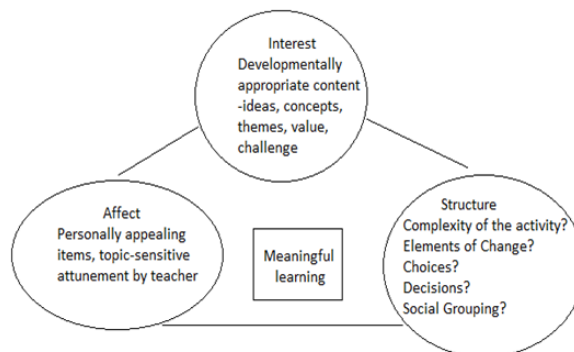 Interest
Developmentally
appropriate content
-ideas, concepts,
themes, value,
challenge
Affect
Personally appealing
items, topic-sensitive
attunement by teacher
Meaningful
learning
Structure
Complexity of the activity?
Elements of Change?
Choices?
Decisions?
Social Grouping?